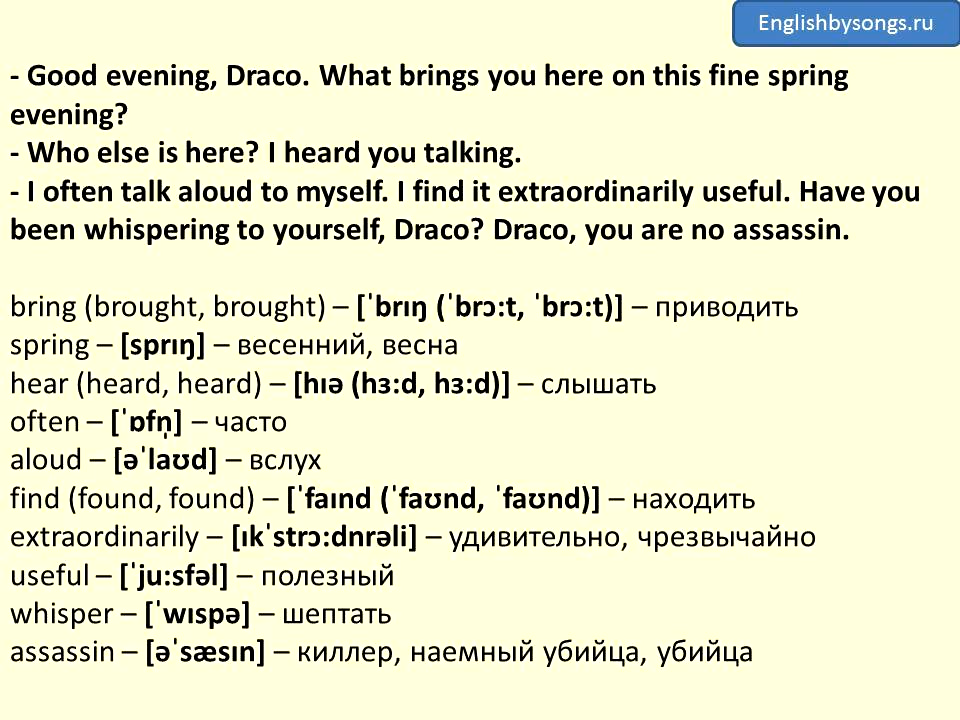 Englishbysongs.ru
- Good evening, Draco. What brings you here on this fine spring
evening?
- Who else is here? I heard you talking.
- I often talk aloud to myself. I find it extraordinarily useful. Have you
been whispering to yourself, Draco? Draco, you are no assassin.
bring (brought, brought) – [ˈbrɪŋ (ˈbrɔ:t, ˈbrɔ:t)] – приводить
spring – [sprɪŋ] – весенний, весна
hear (heard, heard) – [hɪə (hɜ:d, hɜ:d)] – слышать
often – [ˈɒfn̩] – часто
aloud – [əˈlaʊd] – вслух
find (found, found) – [ˈfaɪnd (ˈfaʊnd, ˈfaʊnd)] – находить
extraordinarily – [ɪkˈstrɔ:dnrəli] – удивительно, чрезвычайно
useful – [ˈju:sfəl] – полезный
whisper – [ˈwɪspə] – шептать
assassin – [əˈsæsɪn] – киллер, наемный убийца, убийца